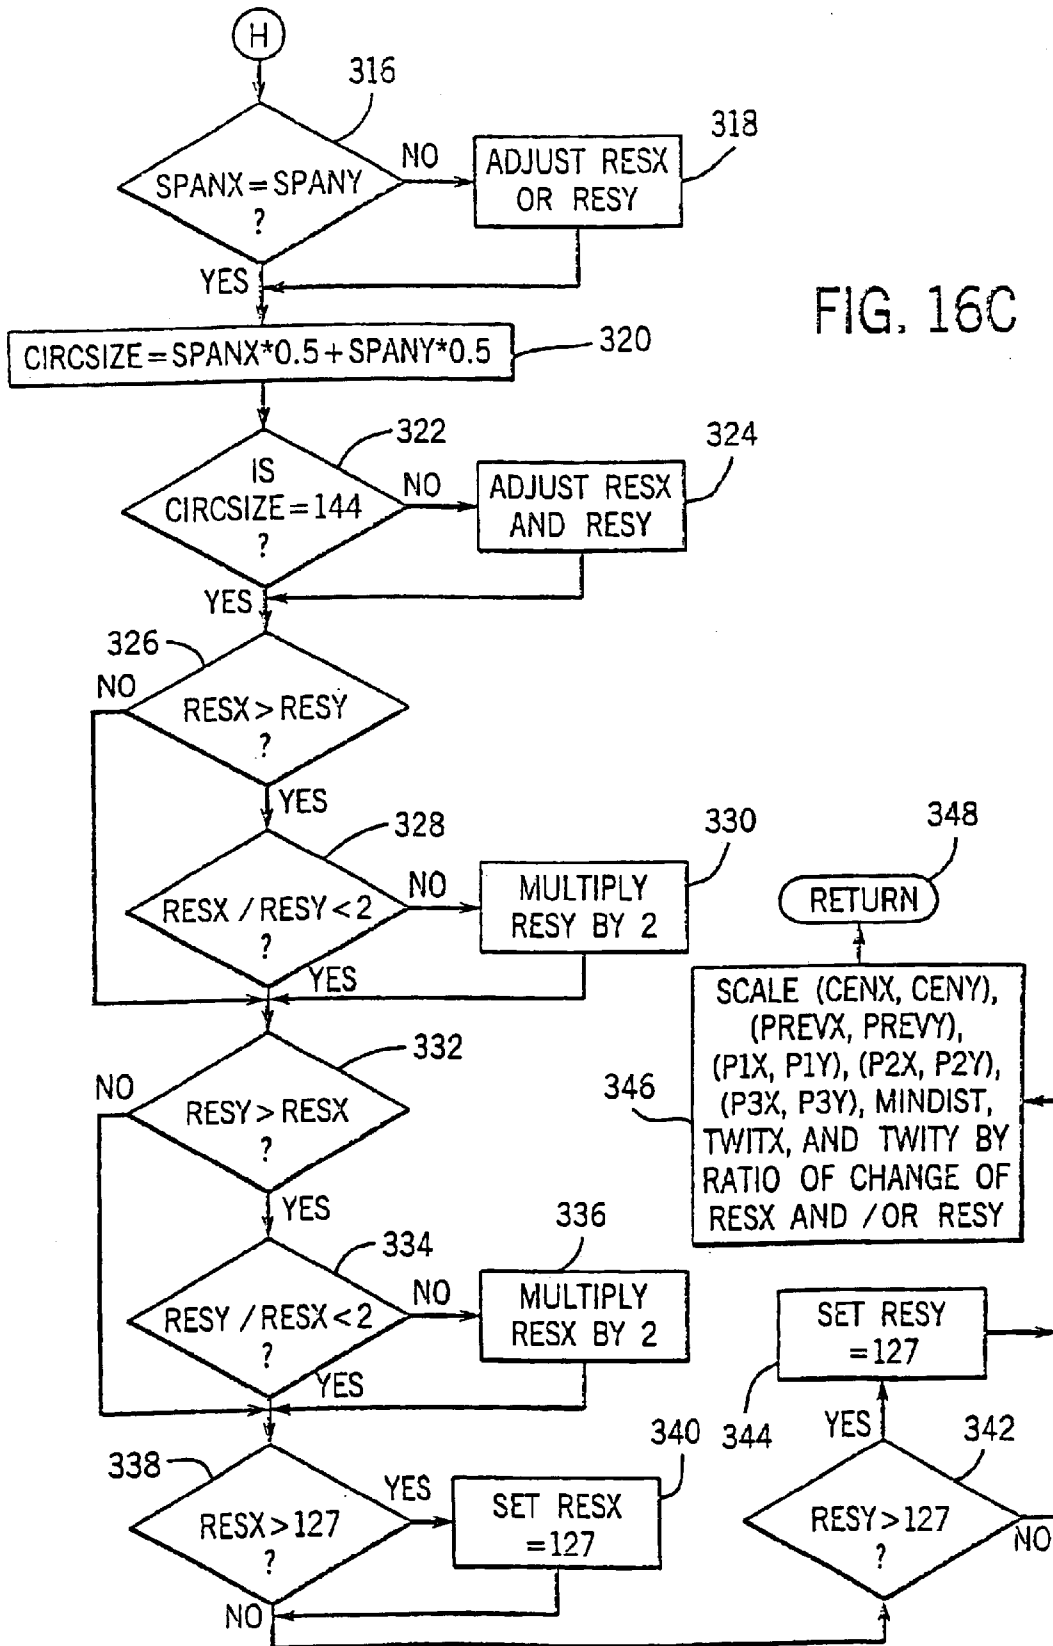 H
316
SPANX=SPANY
?
NO
ADJUST RESX
OR RESY
318
YES
FIG. 16C
CIRCSIZE=SPANX*0.5+SPANY*0.5
320
322
IS
CIRCSIZE=144
?
NO
ADJUST RESX
AND RESY
324
YES
326
NO
RESX>RESY
?
YES
328
RESX/RESY<2
?
NO
MULTIPLY
RESY BY 2
330
YES
332
NO
RESY>RESX
?
YES
334
RESY/RESX<2
?
NO
MULTIPLY
RESX BY 2
336
YES
338
RESX>127
?
YES
SET RESX
=127
340
NO
342
RESY>127
?
NO
YES
SET RESY
=127
344
346
SCALE (CENX, CENY),
(PREVX, PREVY),
(P1X, P1Y), (P2X, P2Y),
(P3X, P3Y), MINDIST,
TWITX, AND TWITY BY
RATIO OF CHANGE OF
RESX AND /OR RESY
RETURN
348